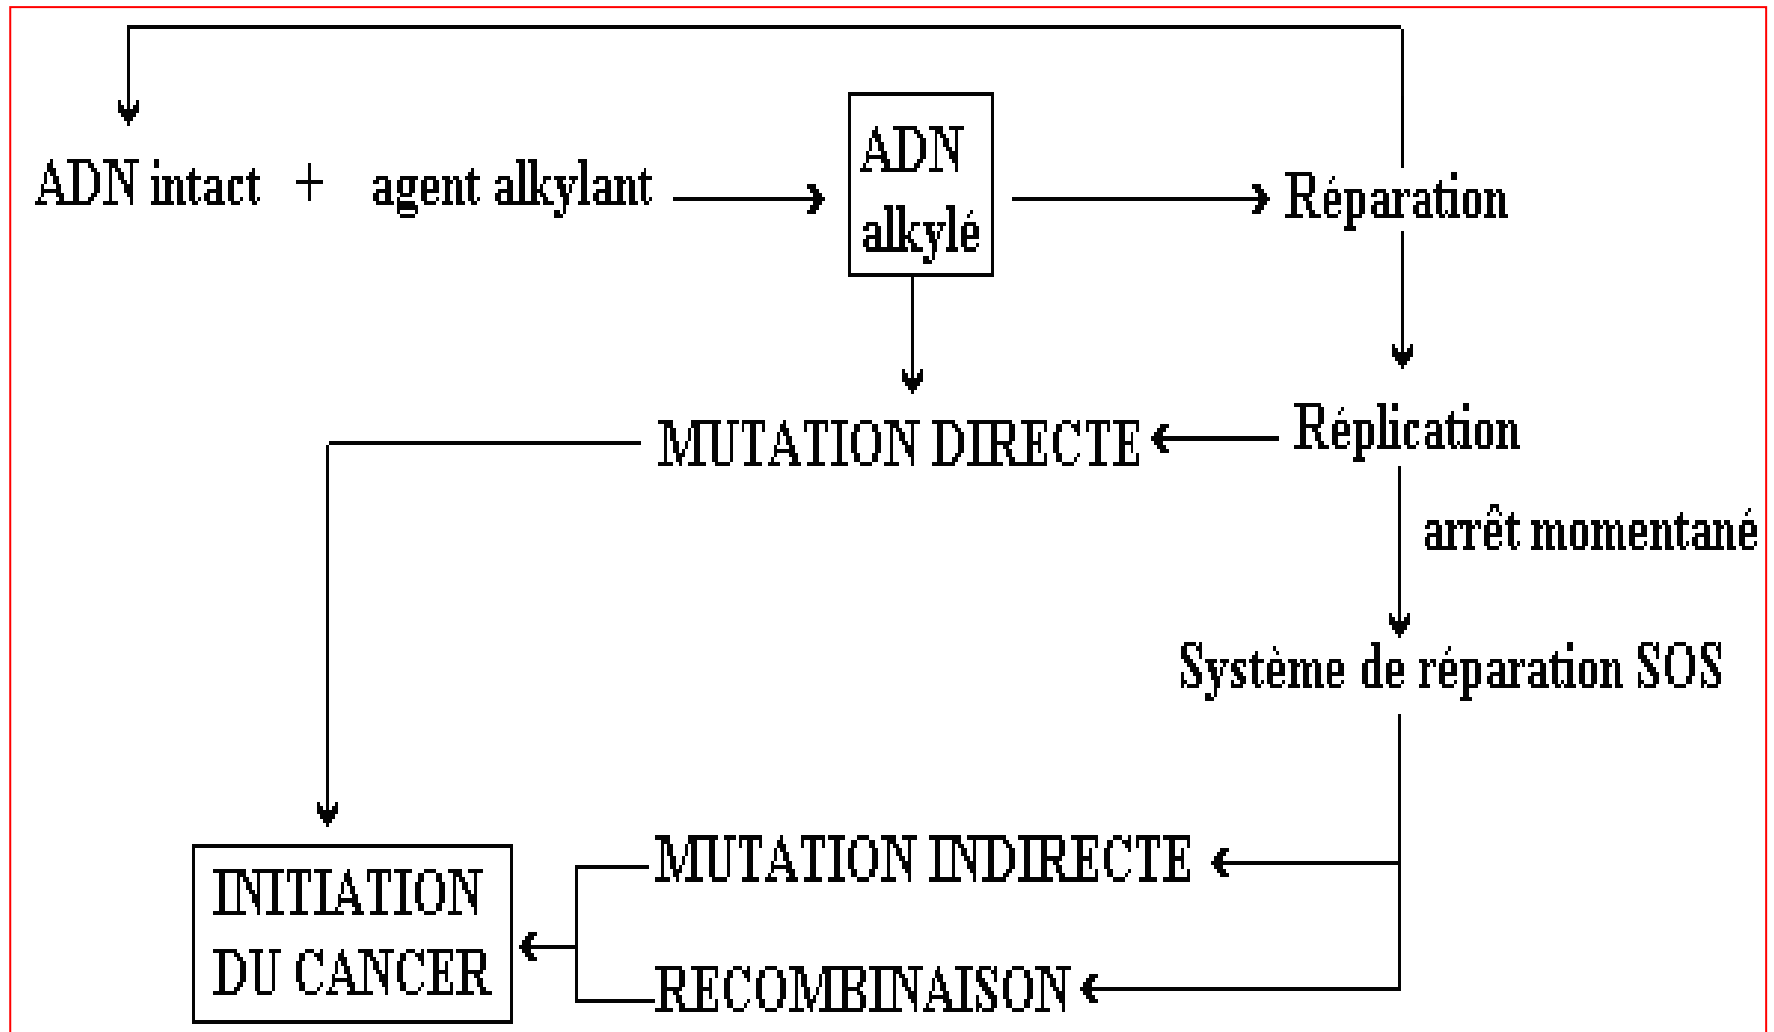 ADN intact + agent alkylant
ADN
alkylé
Réparation
MUTATION DIRECTE
Réplication
arrêt momentané
Système de réparation SOS
MUTATION INDIRECTE
INITIATION
DU CANCER
RECOMBINAISON